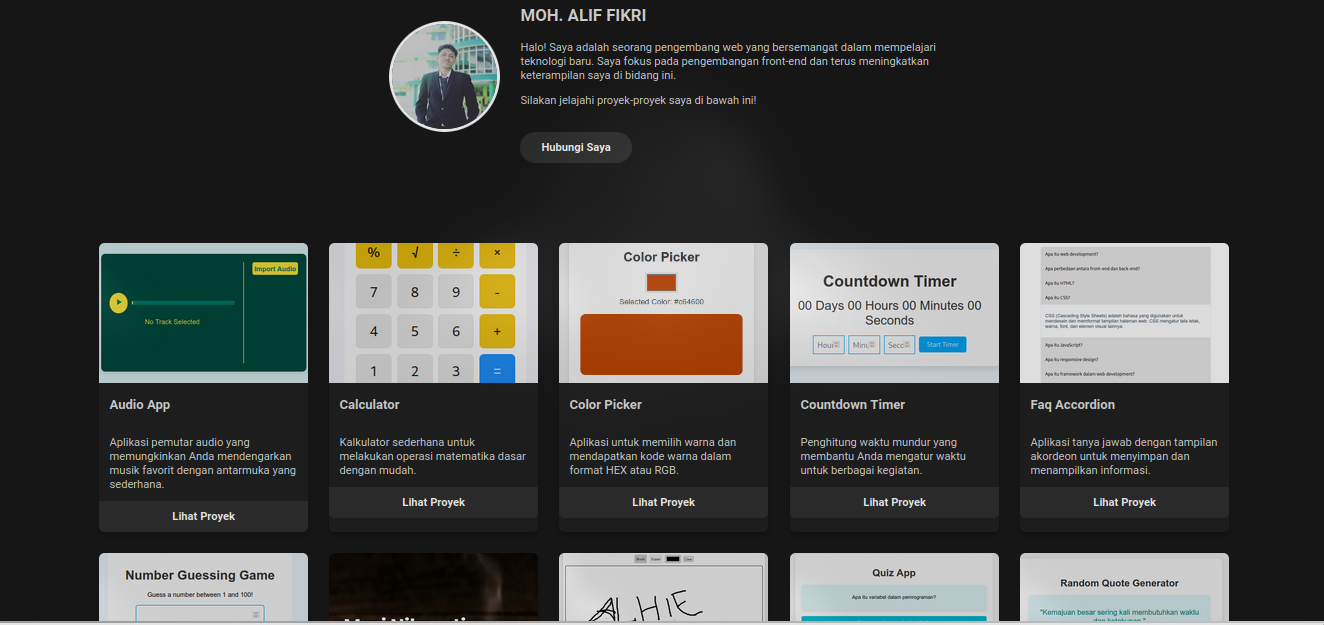 MOH. ALIF FIKRI
Halo! Saya adalah seorang pengembang web yang bersemangat dalam mempelajari
teknologi baru. Saya fokus pada pengembangan front-end dan terus meningkatkan
keterampilan saya di bidang ini.
Silakan jelajahi proyek-proyek saya di bawah ini!
Hubungi Saya
Import Audio
No Track Selected
Audio App
Aplikasi pemutar audio yang
memungkinkan Anda mendengarkan
musik favorit dengan antarmuka yang
sederhana.
Lihat Proyek
% √ ÷ ×
7 8 9 -
4 5 6 +
1 2 3 =
Calculator
Kalkulator sederhana untuk
melakukan operasi matematika dasar
dengan mudah.
Lihat Proyek
Color Picker
Selected Color: #c64600
Color Picker
Aplikasi untuk memilih warna dan
mendapatkan kode warna dalam
format HEX atau RGB.
Lihat Proyek
Countdown Timer
00 Days 00 Hours 00 Minutes 00
Seconds
Start Timer
Countdown Timer
Penghitung waktu mundur yang
membantu Anda mengatur waktu
untuk berbagai kegiatan.
Lihat Proyek
Apa itu web development?
Apa perbedaan antara front-end dan back-end?
Apa itu HTML?
Apa itu CSS?
CSS (Cascading Style Sheets) adalah bahasa yang digunakan untuk
mendesain dan memformat tampilan halaman web. CSS mengatur tata letak,
warna, font, dan elemen visual lainnya.
Apa itu JavaScript?
Apa itu responsive design?
Apa itu framework dalam web development?
Faq Accordion
Aplikasi tanya jawab dengan tampilan
akordeon untuk menyimpan dan
menampilkan informasi.
Lihat Proyek
Number Guessing Game
Guess a number between 1 and 100!
Quiz App
Apa itu variabel dalam pemrograman?
Random Quote Generator
"Kemajuan besar sering kali membutuhkan waktu